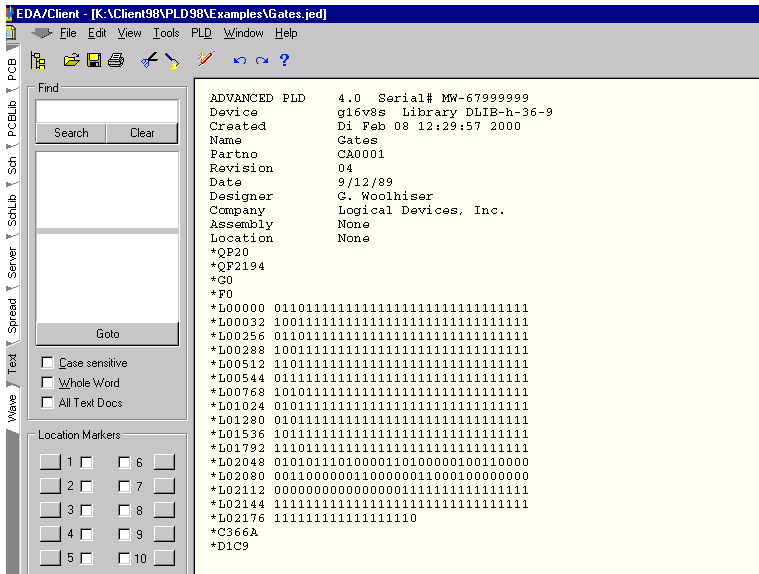 EDA/Client - [K:\Client98\PLD98\Examples\Gates.jed]
File Edit View Tools PLD Window Help
PCB
PCBLib
Sch
SchLib
Server
Spread
Text
Wave
Find
Search Clear
Goto
Case sensitive
Whole Word
All Text Docs
Location Markers
1 6
2 7
3 8
4 9
5 10
ADVANCED PLD 4.0 Serial# MW-67999999
Device g16v8s Library DLIB-h-36-9
Created Di Feb 08 12:29:57 2000
Name Gates
Partno CA0001
Revision 04
Date 9/12/89
Designer G. Woolhiser
Company Logical Devices, Inc.
Assembly None
Location None
*QP20
*QF2194
*G0
*F0
*L00000 01101111111111111111111111111111
*L00032 10011111111111111111111111111111
*L00256 01101111111111111111111111111111
*L00288 10011111111111111111111111111111
*L00512 11011111111111111111111111111111
*L00544 01111111111111111111111111111111
*L00768 10101111111111111111111111111111
*L01024 01011111111111111111111111111111
*L01280 01011111111111111111111111111111
*L01536 10111111111111111111111111111111
*L01792 11101111111111111111111111111111
*L02048 01010111010000110100000100110000
*L02080 00110000001100000011000100000000
*L02112 00000000000000001111111111111111
*L02144 11111111111111111111111111111111
*L02176 111111111111111110
*C366A
*D1C9